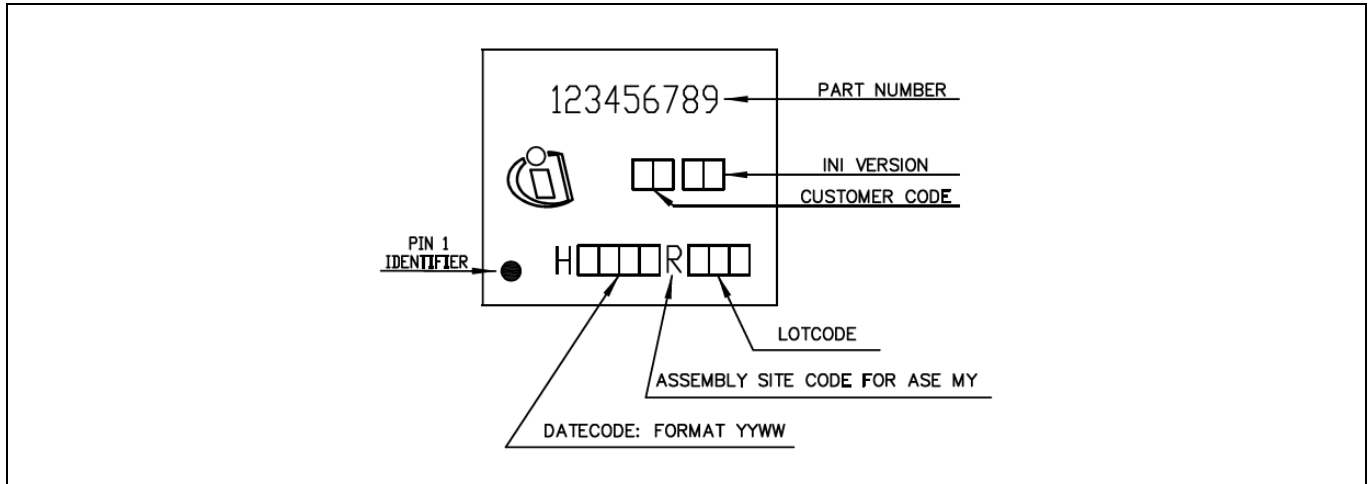 123456789
PART NUMBER
INI VERSION
CUSTOMER CODE
PIN 1
IDENTIFIER
H R
LOTCODE
ASSEMBLY SITE CODE FOR ASE MY
DATECODE: FORMAT YYWW